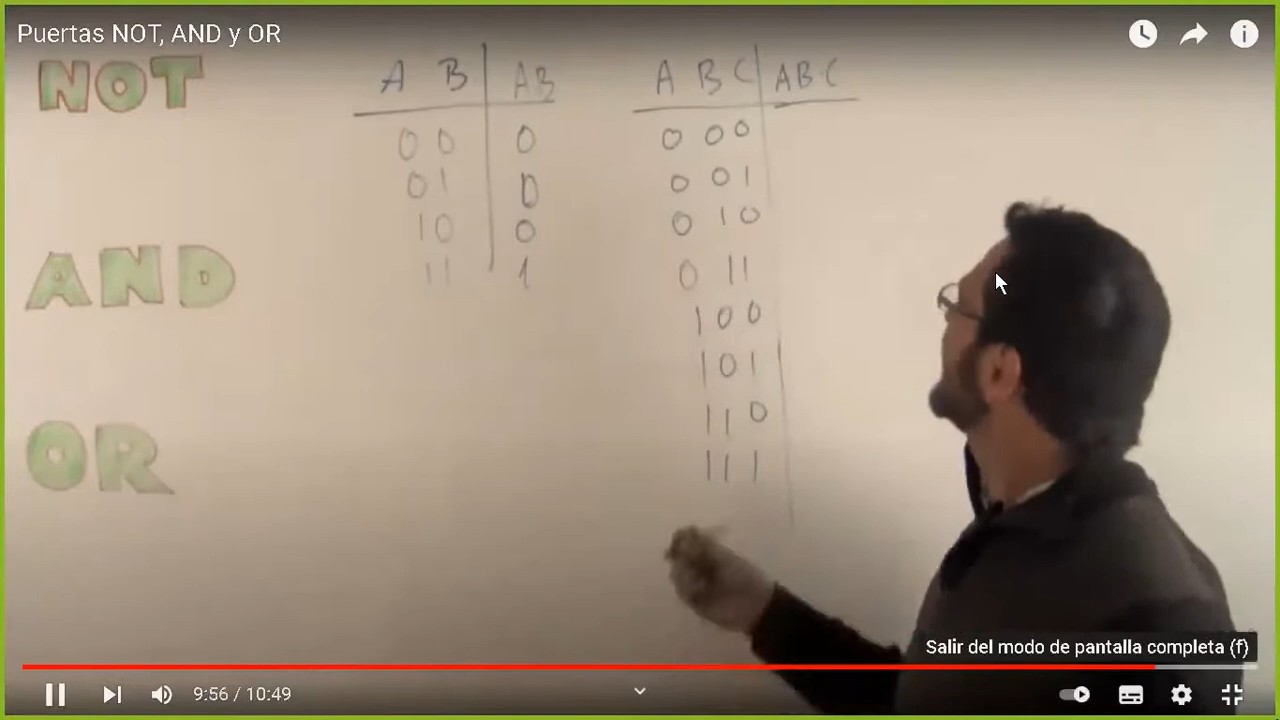 Puertas NOT, AND y OR
NOT
AND
OR
A B AB
0 0 0
0 1 0
1 0 0
1 1 1
A B C ABC
0 0 0
0 0 1
0 1 0
0 1 1
1 0 0
1 0 1
1 1 0
1 1 1
Salir del modo de pantalla completa (f)
9:56 / 10:49